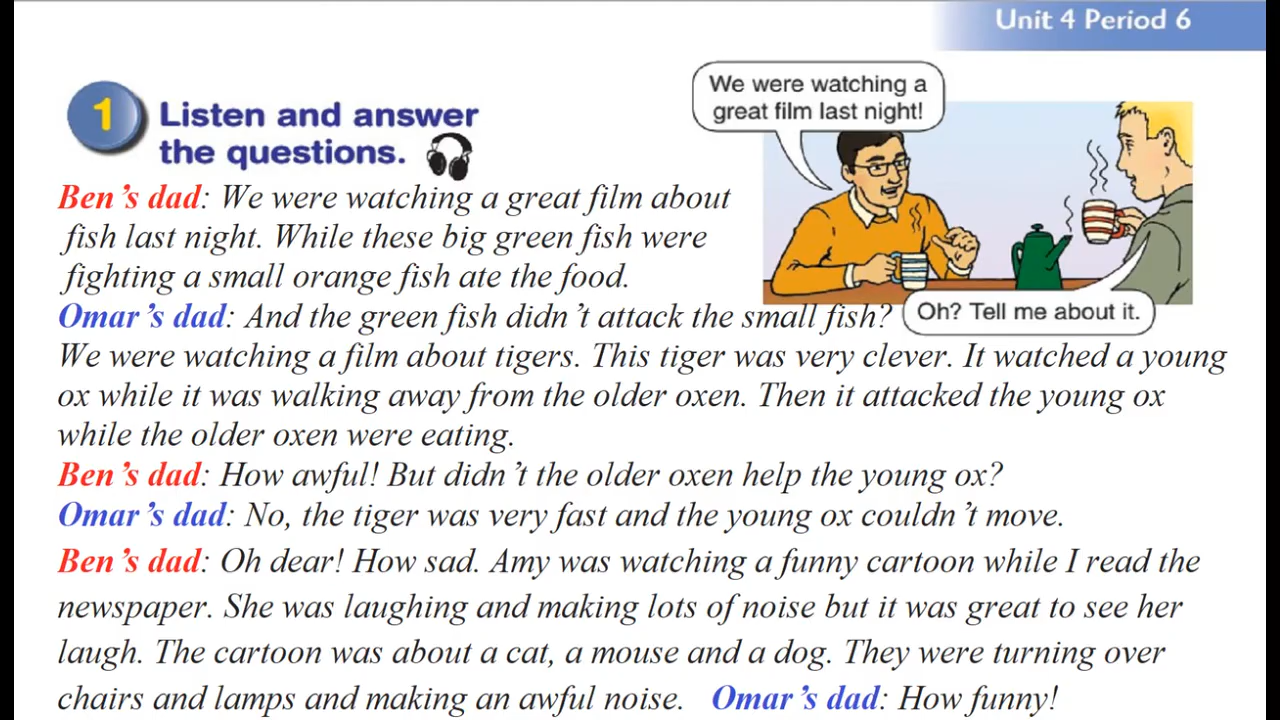 Unit 4 Period 6
1
Listen and answer
the questions.
We were watching a
great film last night!
Ben's dad: We were watching a great film about
fish last night. While these big green fish were
fighting a small orange fish ate the food.
Oh? Tell me about it.
Omar's dad: And the green fish didn't attack the small fish?
We were watching a film about tigers. This tiger was very clever. It watched a young
ox while it was walking away from the older oxen. Then it attacked the young ox
while the older oxen were eating.
Ben's dad: How awful! But didn't the older oxen help the young ox?
Omar's dad: No, the tiger was very fast and the young ox couldn't move.
Ben's dad: Oh dear! How sad. Amy was watching a funny cartoon while I read the
newspaper. She was laughing and making lots of noise but it was great to see her
laugh. The cartoon was about a cat, a mouse and a dog. They were turning over
chairs and lamps and making an awful noise. Omar's dad: How funny!